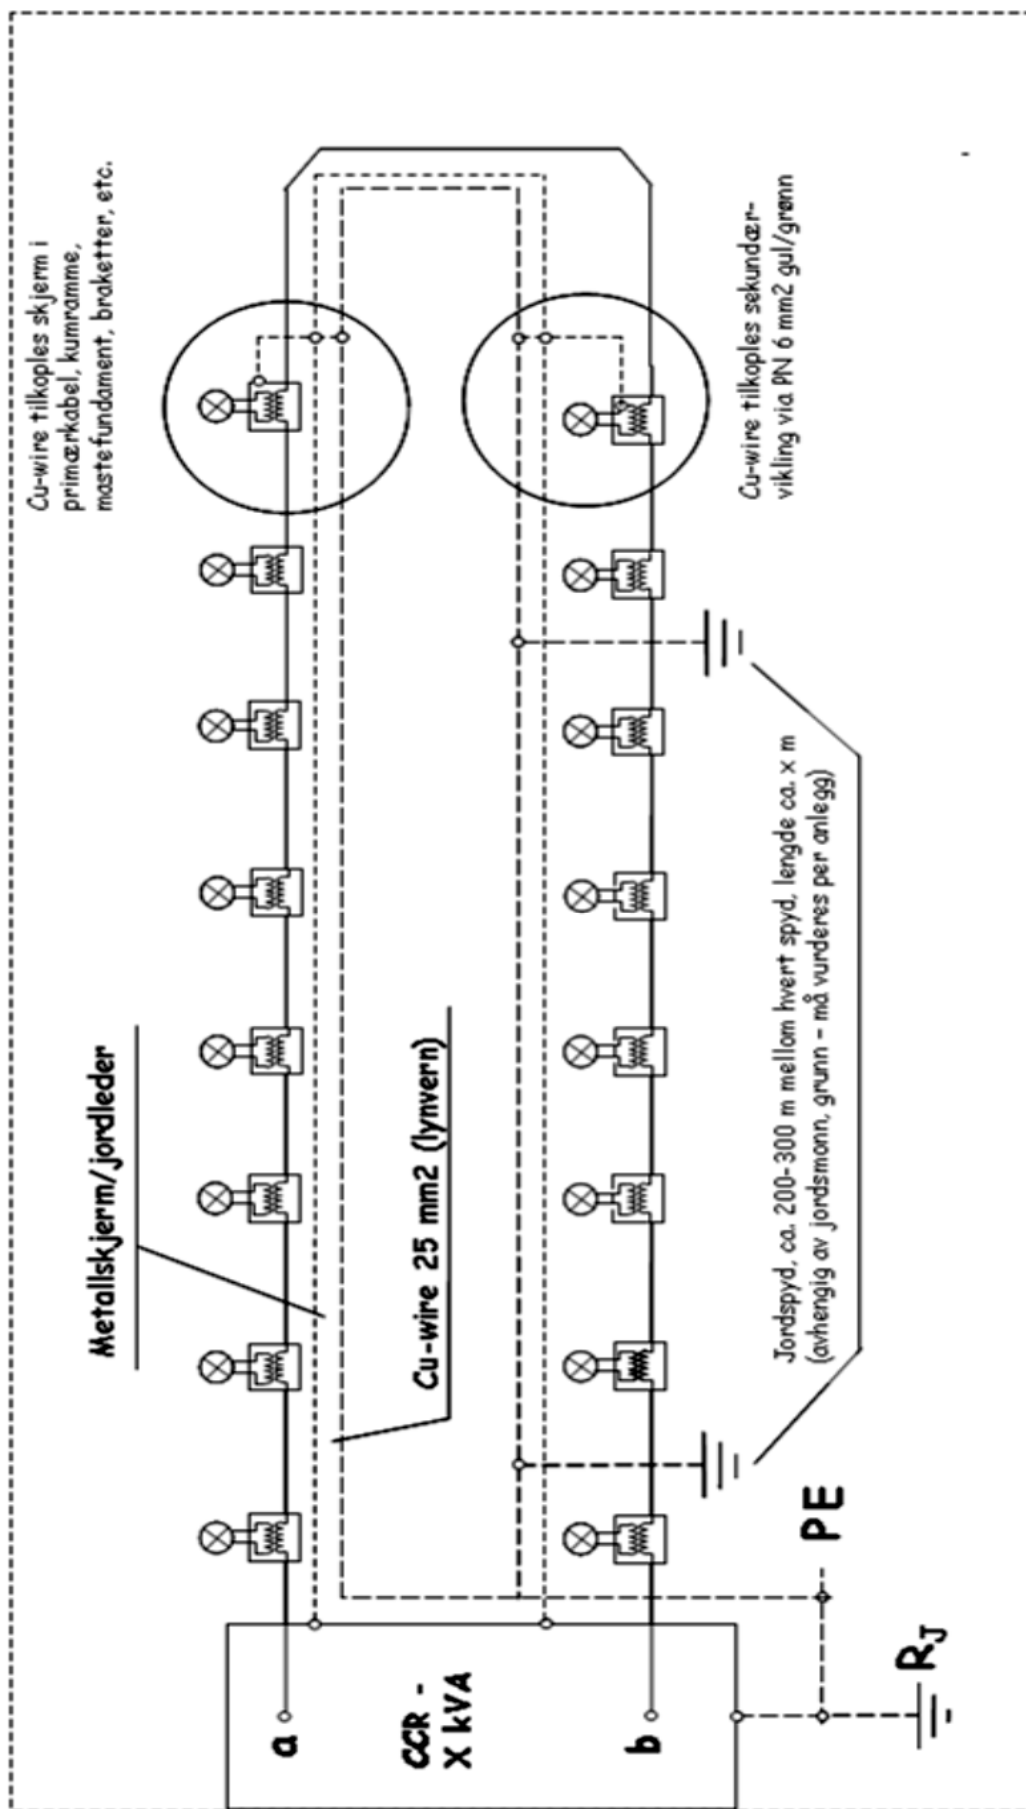 Cu-wire tilkoples skjerm i
primærkabel, kumramme,
mastefundament, braketter, etc.
Metallskjerm/jordleder
Cu-wire 25 mm2 (lynvern)
Cu-wire tilkoples sekundær-
vikling via PN 6 mm2 gul/grønn
Jordspyd, ca. 200-300 m mellom hvert spyd, lengde ca. x m
(avhengig av jordsmonn, grunn - må vurderes per anlegg)
a
CCR -
X kVA
b
PE
RJ